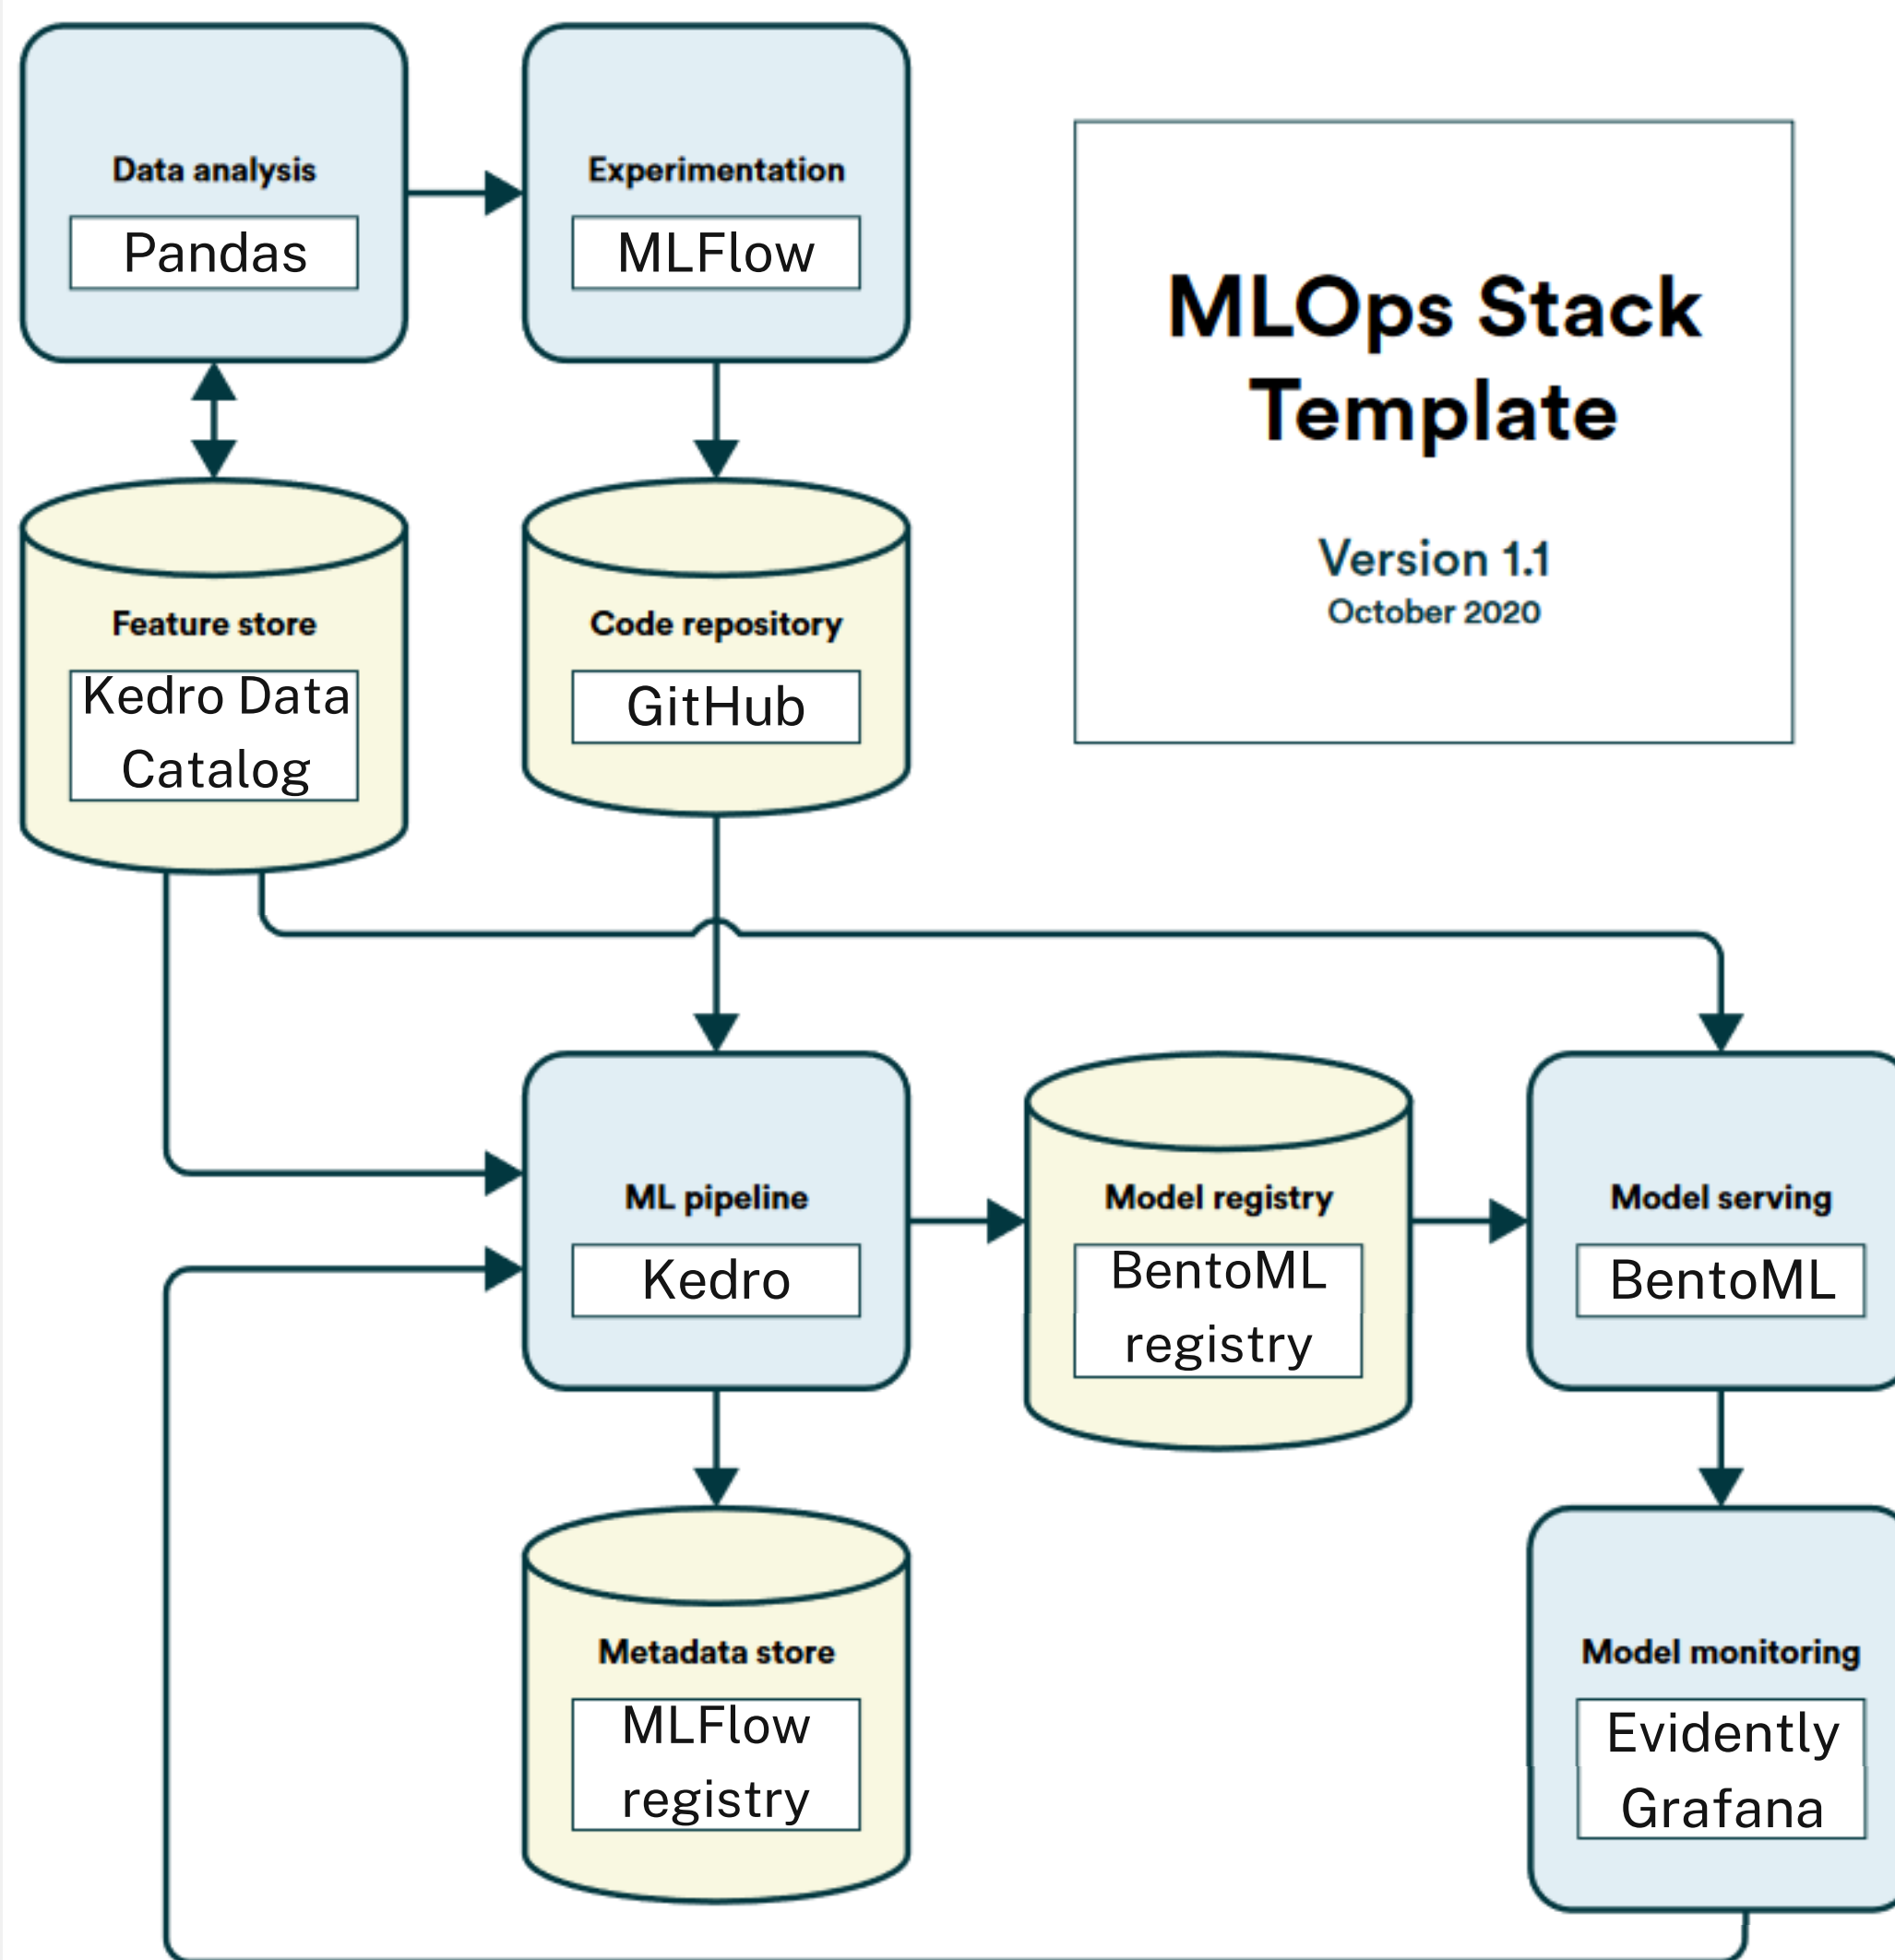 Data analysis
Pandas
Experimentation
MLFlow
MLOps Stack
Template
Version 1.1
October 2020
Feature store
Kedro Data
Catalog
Code repository
GitHub
ML pipeline
Kedro
Model registry
BentoML
registry
Model serving
BentoML
Metadata store
MLFlow
registry
Model monitoring
Evidently
Grafana